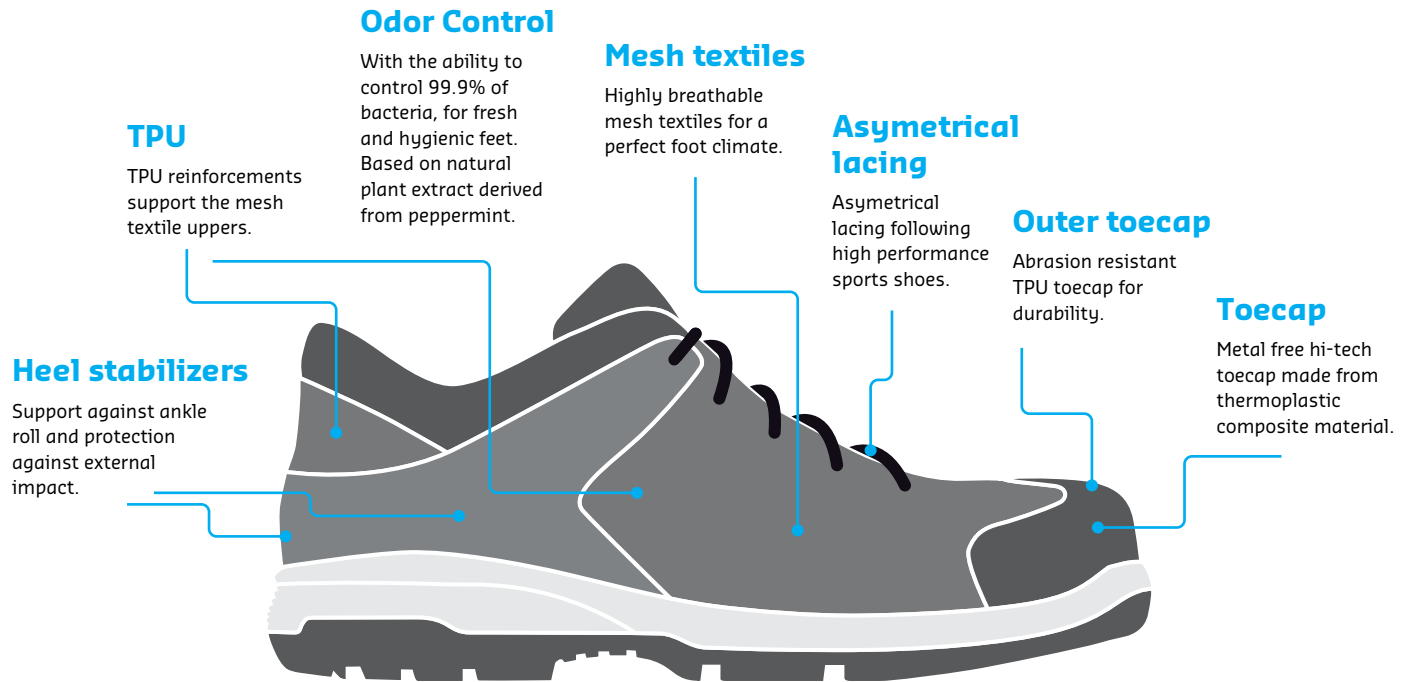 Odor Control
With the ability to
control 99.9% of
bacteria, for fresh
and hygienic feet.
Based on natural
plant extract derived
from peppermint.
Mesh textiles
Highly breathable
mesh textiles for a
perfect foot climate.
TPU
TPU reinforcements
support the mesh
textile uppers.
Asymetrical
lacing
Asymetrical
lacing following
high performance
sports shoes.
Outer toecap
Abrasion resistant
TPU toecap for
durability.
Toecap
Metal free hi-tech
toecap made from
thermoplastic
composite material.
Heel stabilizers
Support against ankle
roll and protection
against external
impact.